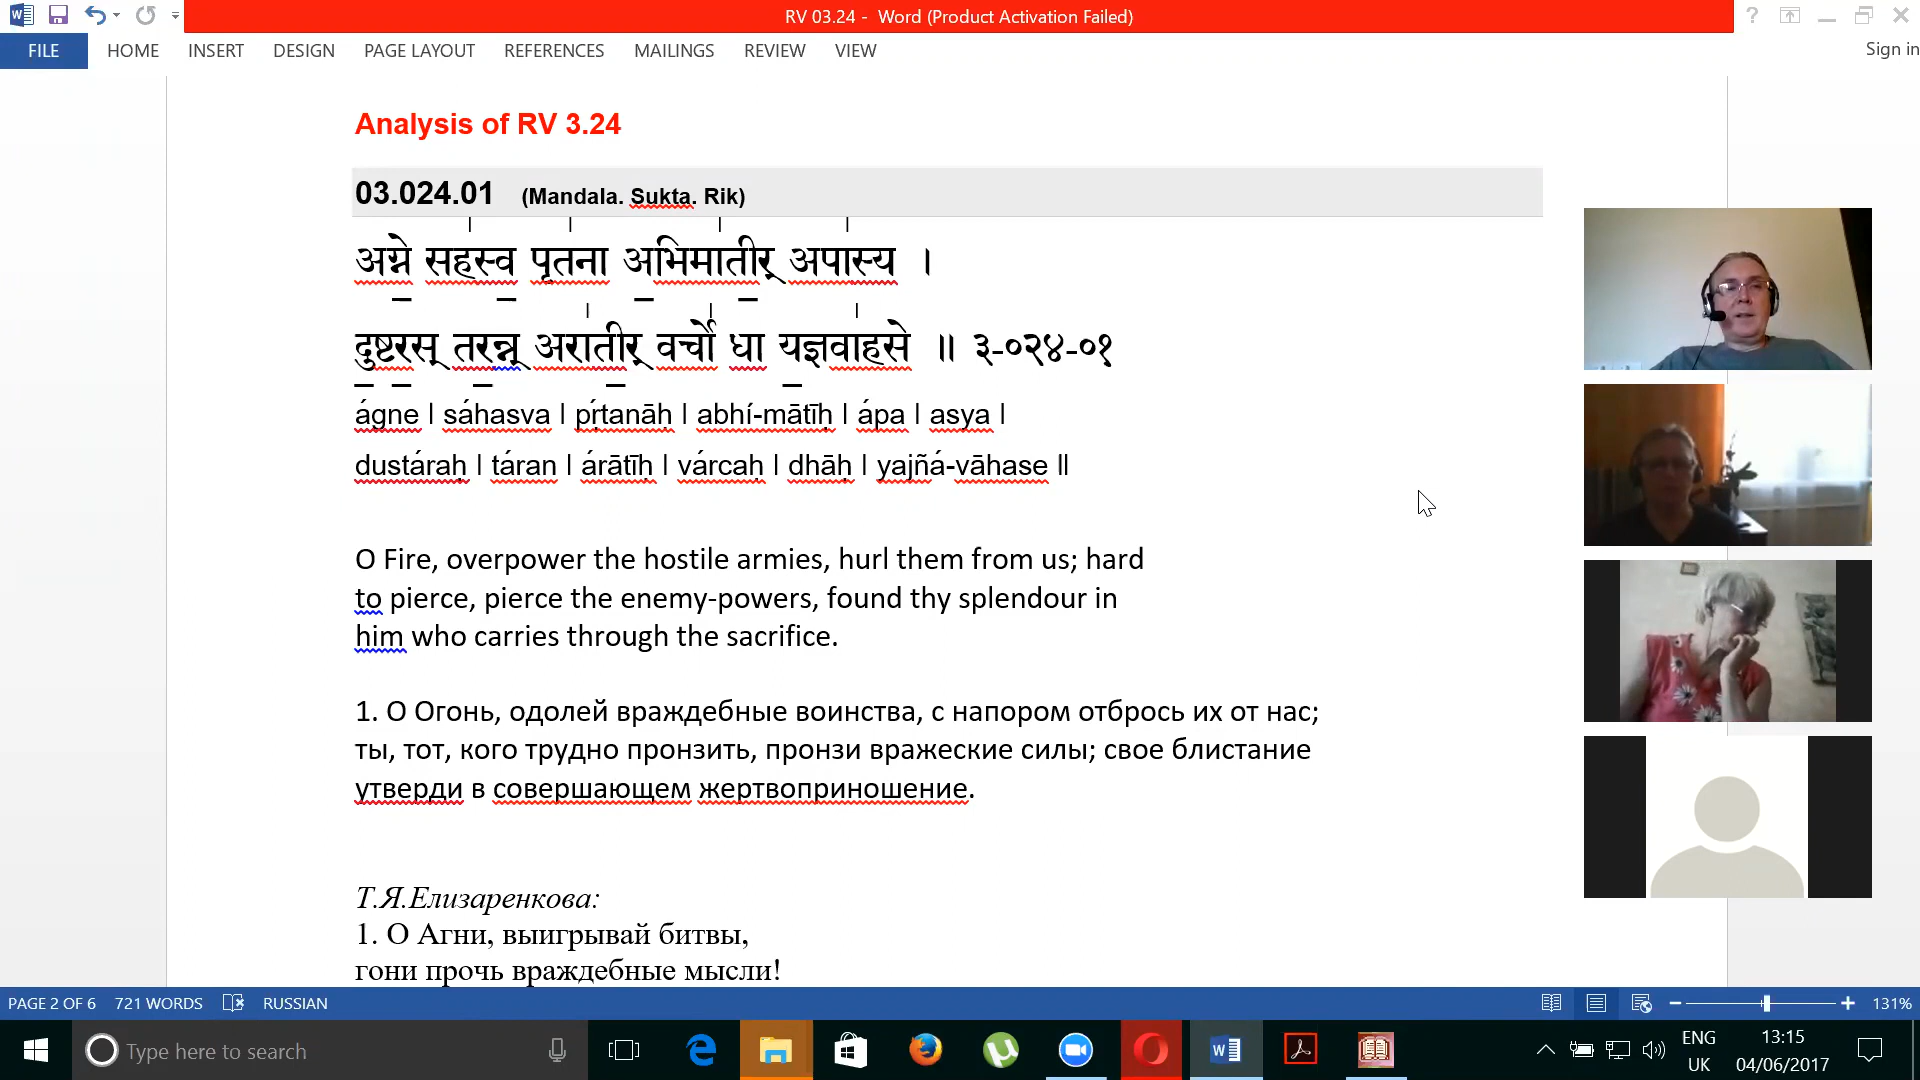 RV 03.24 - Word (Product Activation Failed)
FILE HOME INSERT DESIGN PAGE LAYOUT REFERENCES MAILINGS REVIEW VIEW Sign in
Analysis of RV 3.24
03.024.01 (Mandala. Sukta. Rik)
अग्ने सहस्व पृतना अभिमातीर् अपास्य ।
दुष्टरस् तरन्न् अरातीर् वर्चो धा यज्ञवाहसे ॥ ३-०२४-०१
ágne | sáhasva | pṛ́tanāḥ | abhí-mātīḥ | ápa | asya |
dustáraḥ | táran | árātīḥ | várcaḥ | dhāḥ | yajñá-vāhase ||
O Fire, overpower the hostile armies, hurl them from us; hard
to pierce, pierce the enemy-powers, found thy splendour in
him who carries through the sacrifice.
1. О Огонь, одолей враждебные воинства, с напором отбрось их от нас;
ты, тот, кого трудно пронзить, пронзи вражеские силы; свое блистание
утверди в совершающем жертвоприношение.
Т.Я.Елизаренкова:
1. О Агни, выигрывай битвы,
гони прочь враждебные мысли!
PAGE 2 OF 6 721 WORDS RUSSIAN 131%
Type here to search ENG 13:15
UK 04/06/2017